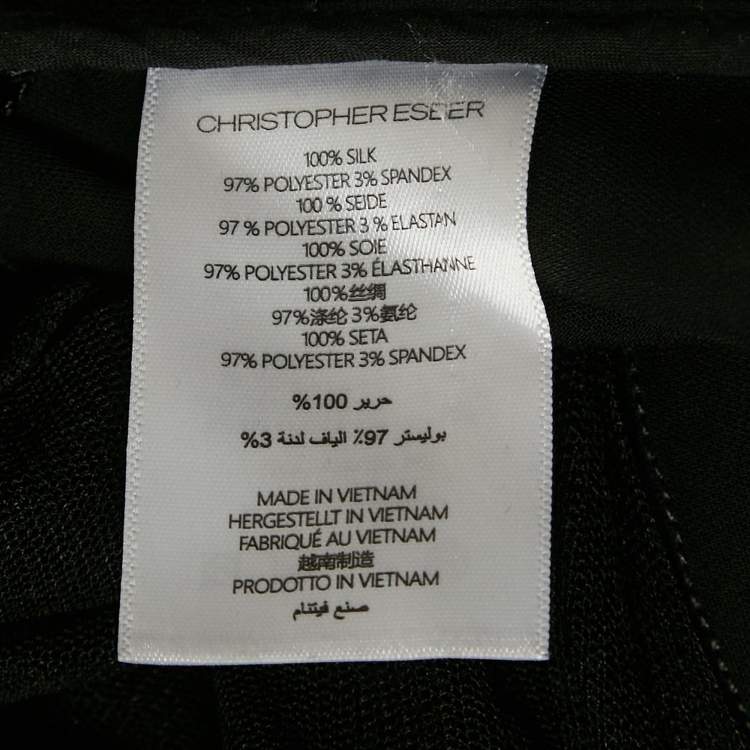 CHRISTOPHER ESBER
100% SILK
97% POLYESTER 3% SPANDEX
100 % SEIDE
97 % POLYESTER 3 % ELASTAN
100% SOIE
97% POLYESTER 3% ÉLASTHANNE
100%丝绸
97%涤纶 3%氨纶
100% SETA
97% POLYESTER 3% SPANDEX
حرير 100%
بوليستر 97٪ الياف لدنة 3%
MADE IN VIETNAM
HERGESTELLT IN VIETNAM
FABRIQUÉ AU VIETNAM
越南制造
PRODOTTO IN VIETNAM
صنع فيتنام